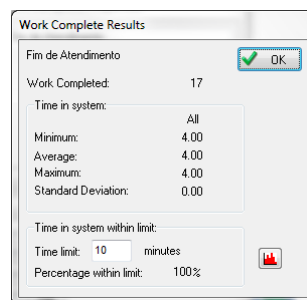 Work Complete Results
Fim de Atendimento
OK
Work Completed: 17
Time in system:
All
Minimum: 4.00
Average: 4.00
Maximum: 4.00
Standard Deviation: 0.00
Time in system within limit:
Time limit: 10 minutes
Percentage within limit: 100%